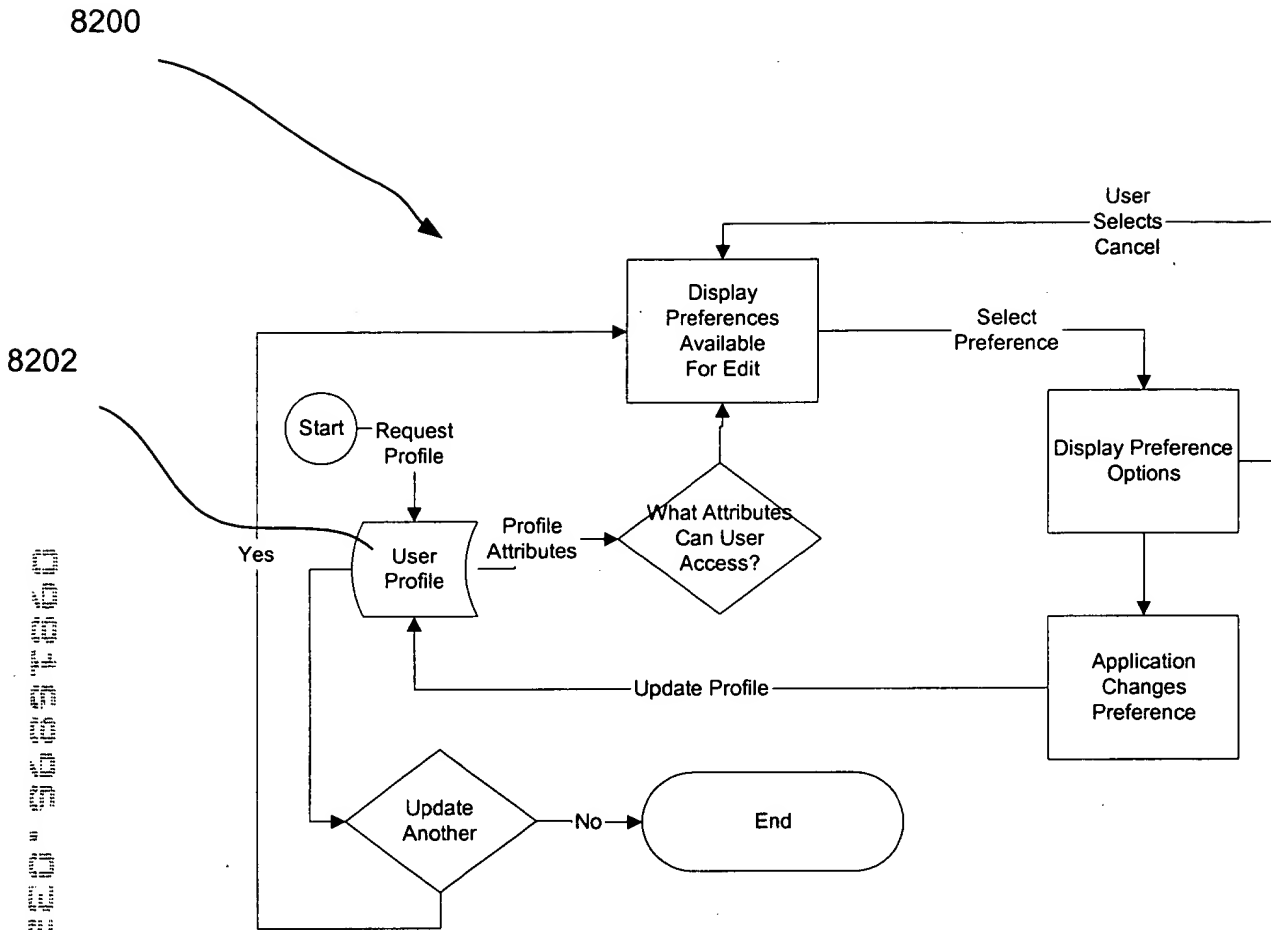 8200
User
Selects
Cancel
Display
Preferences
Available
For Edit
Select
Preference
8202
Start
Request
Profile
Display Preference
Options
What Attributes
Can User
Access?
Profile
Attributes
User
Profile
Yes
Application
Changes
Preference
Update Profile
Update
Another
No
End